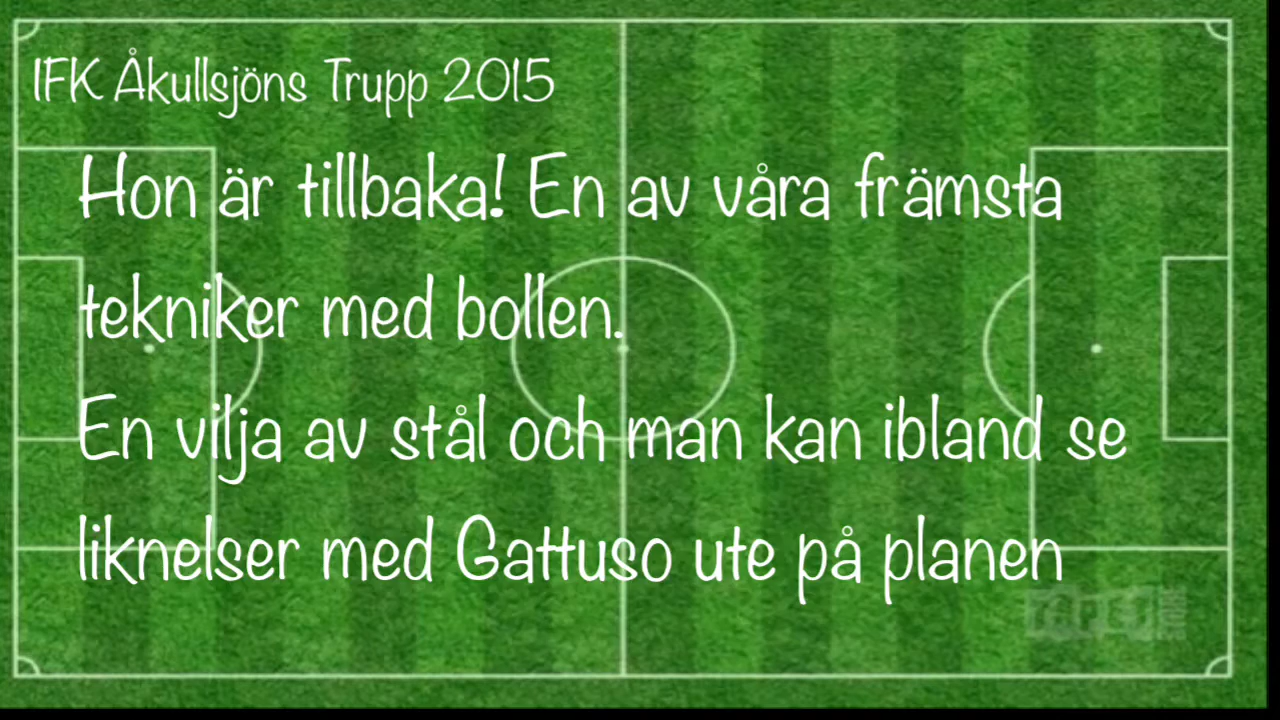 IFK Åkullsjöns Trupp 2015
Hon är tillbaka! En av våra främsta
tekniker med bollen.
En vilja av stål och man kan ibland se
liknelser med Gattuso ute på planen